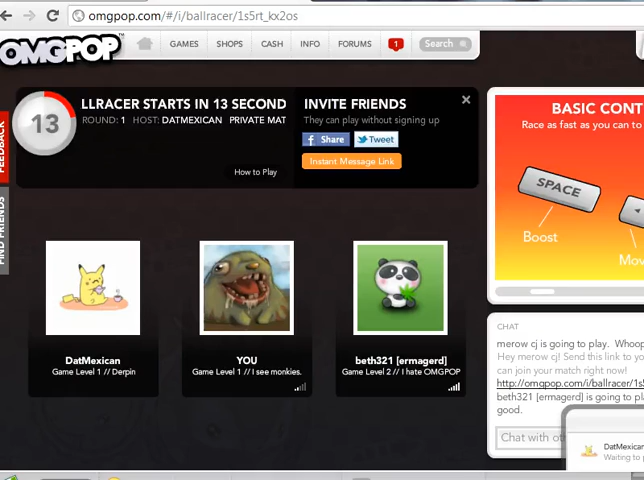 omgpop.com/#/i/ballracer/1s5rt_kx2os
OMGPOP
GAMES SHOPS CASH INFO FORUMS 1 Search
13 LLRACER STARTS IN 13 SECOND
ROUND: 1 HOST: DATMEXICAN PRIVATE MAT
How to Play
INVITE FRIENDS
They can play without signing up
Share Tweet
Instant Message Link
FEEDBACK
FIND FRIENDS
BASIC CONT
Race as fast as you can to
SPACE
Boost
Mov
DatMexican
Game Level 1 // Derpin
YOU
Game Level 1 // I see monkies.
beth321 [ermagerd]
Game Level 2 // I hate OMGPOP
CHAT
merow cj is going to play. Whoop
Hey merow cj! Send this link to yo
can join your match right now!
http://omgpop.com/i/ballracer/1s5
beth321 [ermagerd] is going to pla
good.
Chat with oth
DatMexican
Waiting to p